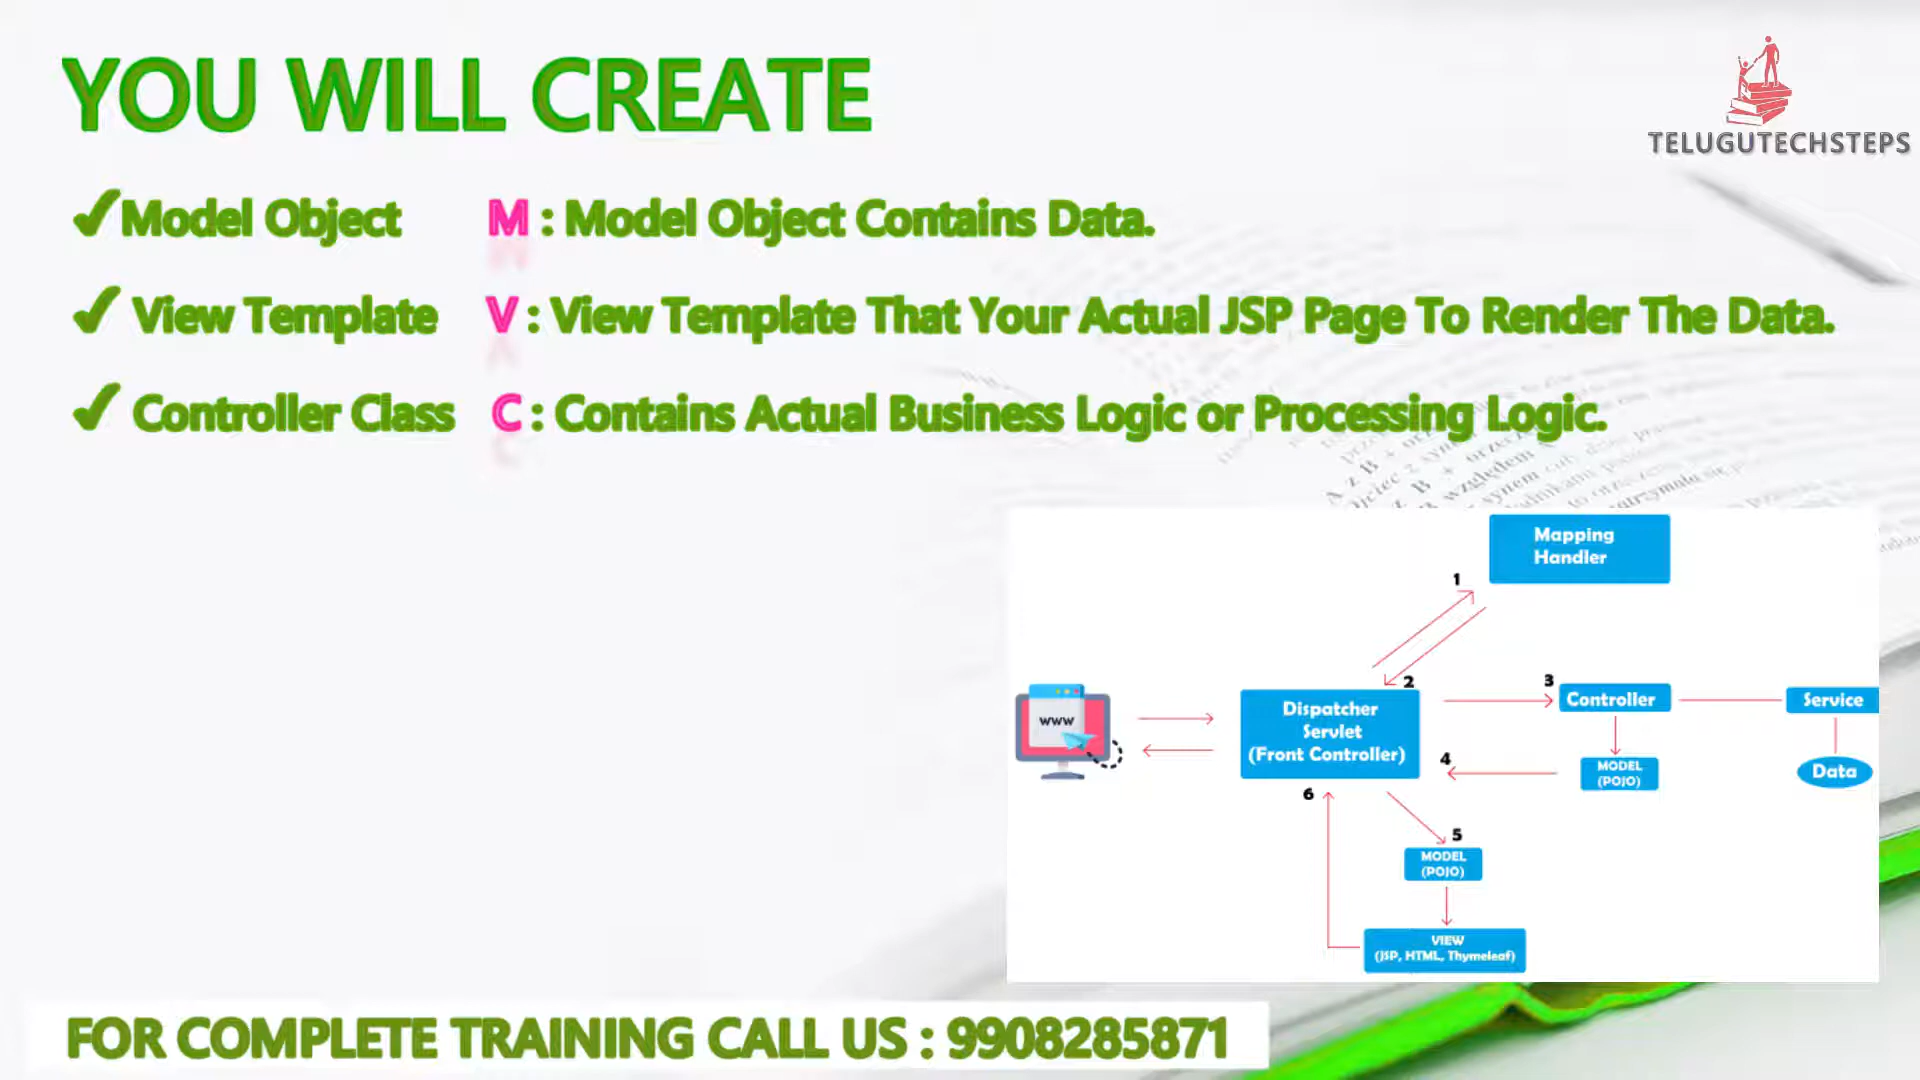 YOU WILL CREATE
TELUGUTECHSTEPS
✓Model Object M : Model Object Contains Data.
✓ View Template V : View Template That Your Actual JSP Page To Render The Data.
✓ Controller Class C : Contains Actual Business Logic or Processing Logic.
Mapping
Handler
1
2
3
Controller
Service
Dispatcher
Servlet
(Front Controller)
www
4
MODEL
(POJO)
Data
6
5
MODEL
(POJO)
VIEW
(JSP, HTML, Thymeleaf)
FOR COMPLETE TRAINING CALL US : 9908285871